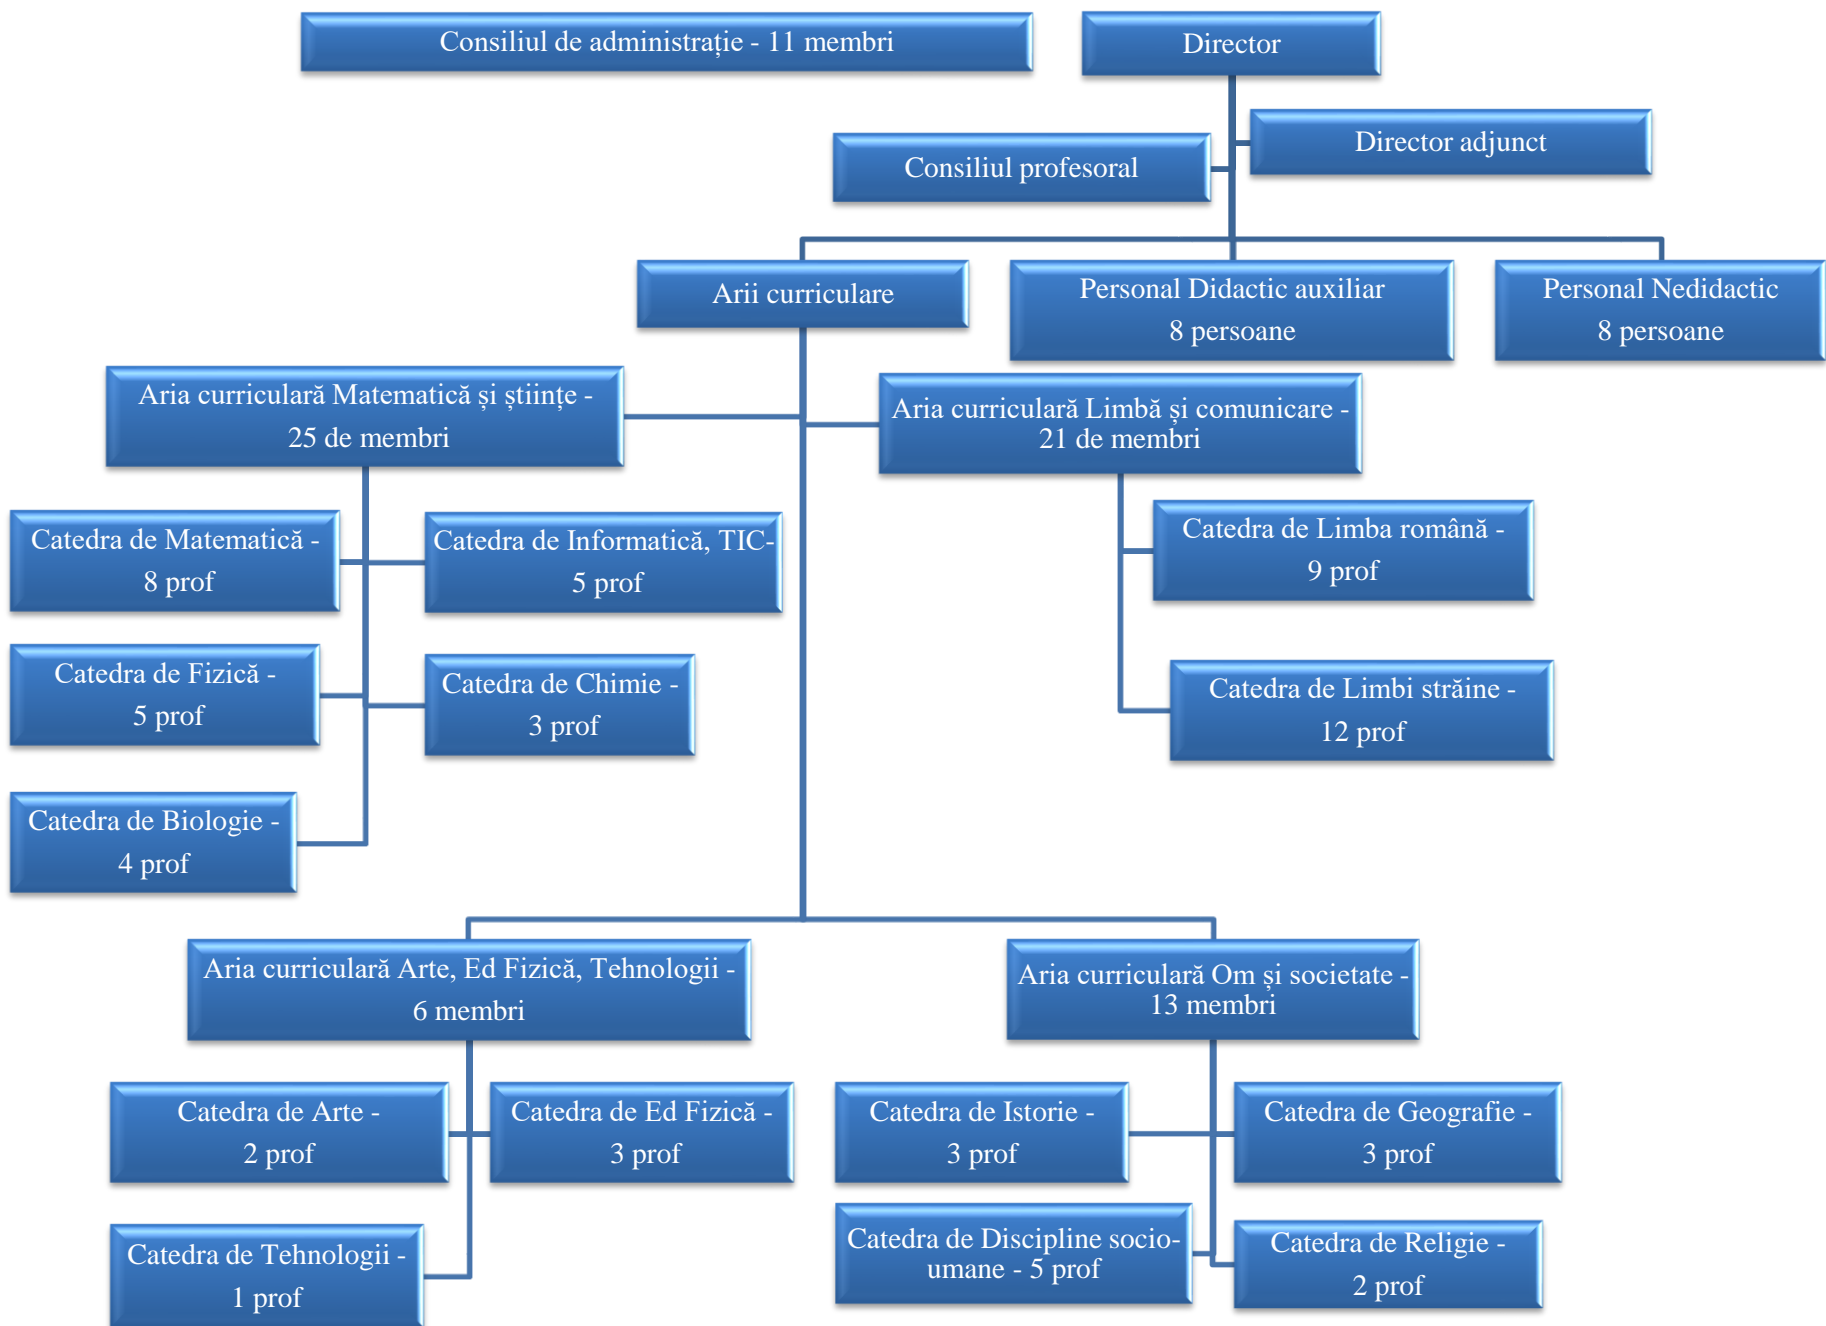 Consiliul de administrație - 11 membri
Director
Director adjunct
Consiliul profesoral
Arii curriculare
Personal Didactic auxiliar
8 persoane
Personal Nedidactic
8 persoane
Aria curriculară Matematică și științe -
25 de membri
Aria curriculară Limbă și comunicare -
21 de membri
Catedra de Matematică -
8 prof
Catedra de Informatică, TIC-
5 prof
Catedra de Limba română -
9 prof
Catedra de Fizică -
5 prof
Catedra de Chimie -
3 prof
Catedra de Limbi străine -
12 prof
Catedra de Biologie -
4 prof
Aria curriculară Arte, Ed Fizică, Tehnologii -
6 membri
Aria curriculară Om și societate -
13 membri
Catedra de Arte -
2 prof
Catedra de Ed Fizică -
3 prof
Catedra de Istorie -
3 prof
Catedra de Geografie -
3 prof
Catedra de Tehnologii -
1 prof
Catedra de Discipline socio-
umane - 5 prof
Catedra de Religie -
2 prof